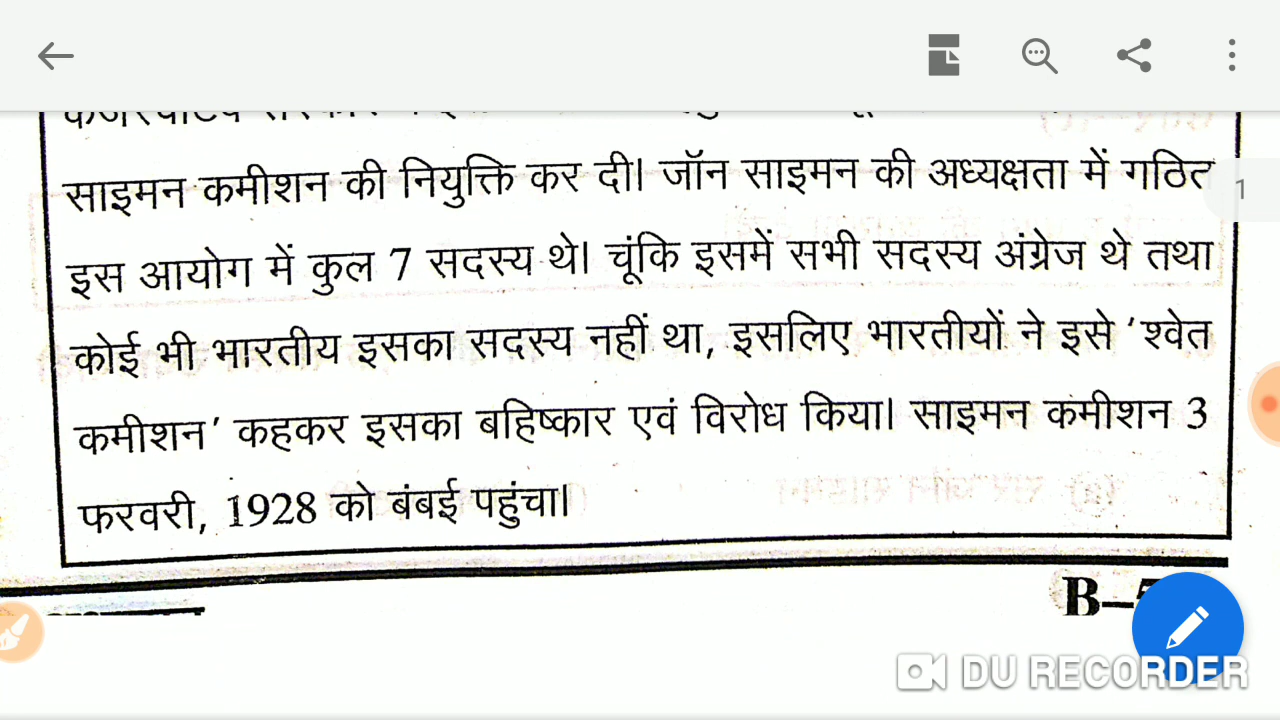 1
साइमन कमीशन की नियुक्ति कर दी। जॉन साइमन की अध्यक्षता में गठित
इस आयोग में कुल 7 सदस्य थे। चूंकि इसमें सभी सदस्य अंग्रेज थे तथा
कोई भी भारतीय इसका सदस्य नहीं था, इसलिए भारतीयों ने इसे ‘श्वेत
कमीशन’ कहकर इसका बहिष्कार एवं विरोध किया। साइमन कमीशन 3
फरवरी, 1928 को बंबई पहुंचा।
DU RECORDER